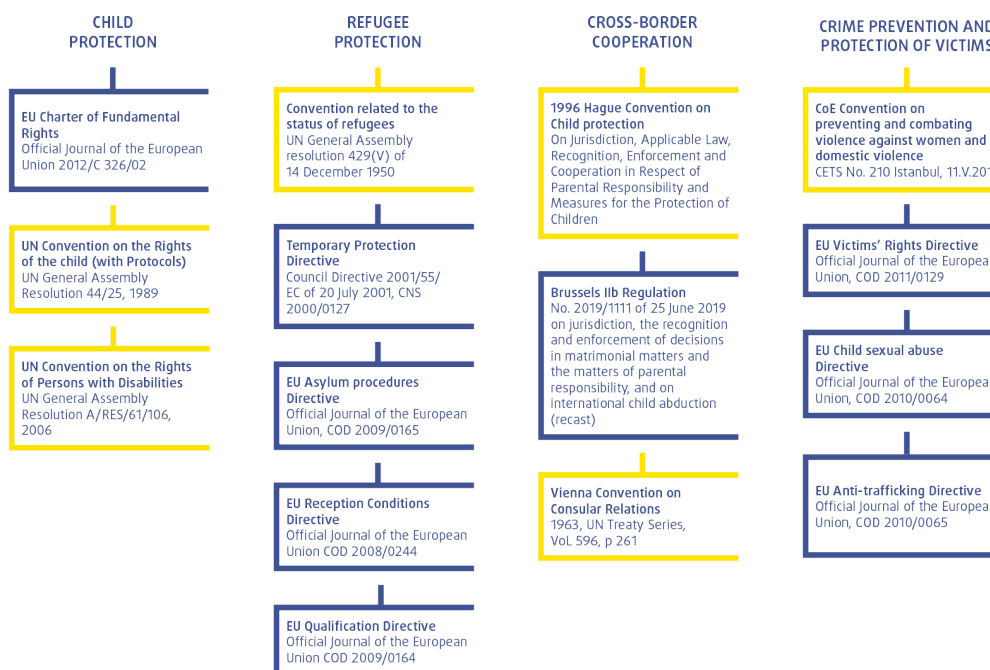 CHILD
PROTECTION
EU Charter of Fundamental
Rights
Official Journal of the European
Union 2012/C 326/02
UN Convention on the Rights
of the child (with Protocols)
UN General Assembly
Resolution 44/25, 1989
UN Convention on the Rights
of Persons with Disabilities
UN General Assembly
Resolution A/RES/61/106,
2006
REFUGEE
PROTECTION
Convention related to the
status of refugees
UN General Assembly
resolution 429(V) of
14 December 1950
Temporary Protection
Directive
Council Directive 2001/55/
EC of 20 July 2001, CNS
2000/0127
EU Asylum procedures
Directive
Official Journal of the European
Union, COD 2009/0165
EU Reception Conditions
Directive
Official Journal of the European
Union COD 2008/0244
EU Qualification Directive
Official Journal of the European
Union COD 2009/0164
CROSS-BORDER
COOPERATION
1996 Hague Convention on
Child protection
On Jurisdiction, Applicable Law,
Recognition, Enforcement and
Cooperation in Respect of
Parental Responsibility and
Measures for the Protection of
Children
Brussels IIb Regulation
No. 2019/1111 of 25 June 2019
on jurisdiction, the recognition
and enforcement of decisions
in matrimonial matters and
the matters of parental
responsibility, and on
international child abduction
(recast)
Vienna Convention on
Consular Relations
1963, UN Treaty Series,
VoL 596, p 261
CRIME PREVENTION AND
PROTECTION OF VICTIMS
CoE Convention on
preventing and combating
violence against women and
domestic violence
CETS No. 210 Istanbul, 11.V.201
EU Victims' Rights Directive
Official Journal of the Europea
Union, COD 2011/0129
EU Child sexual abuse
Directive
Official Journal of the Europea
Union, COD 2010/0064
EU Anti-trafficking Directive
Official Journal of the Europea
Union, COD 2010/0065